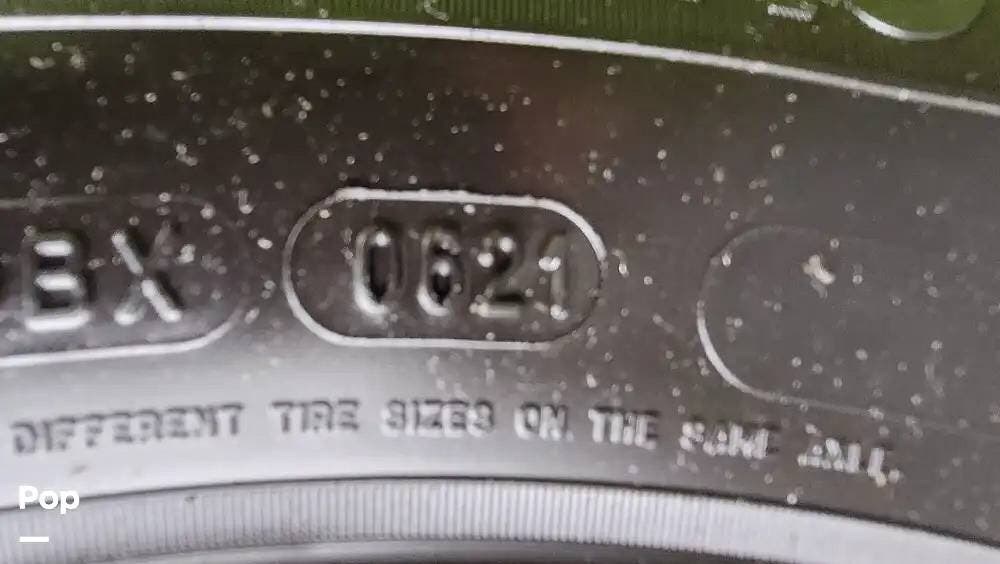 BX
0621
DIFFERENT TIRE SIZES ON THE SAME
Pop